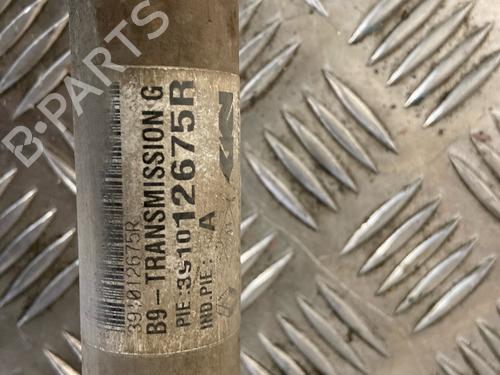 B-PARTS
391012675R
B9-TRANSMISSION G
PIE:391012675R
IND.PIE: A